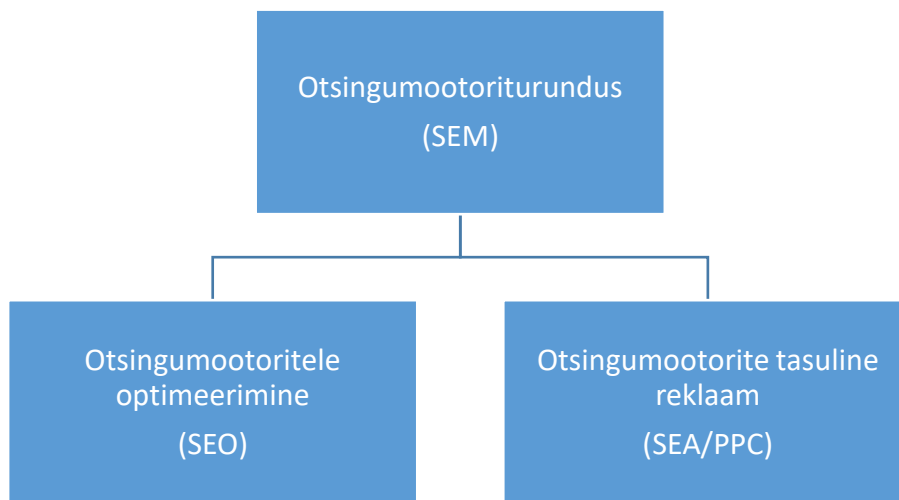 Otsingumootoriturundus
(SEM)
Otsingumootoritele
optimeerimine
(SEO)
Otsingumootorite tasuline
reklaam
(SEA/PPC)